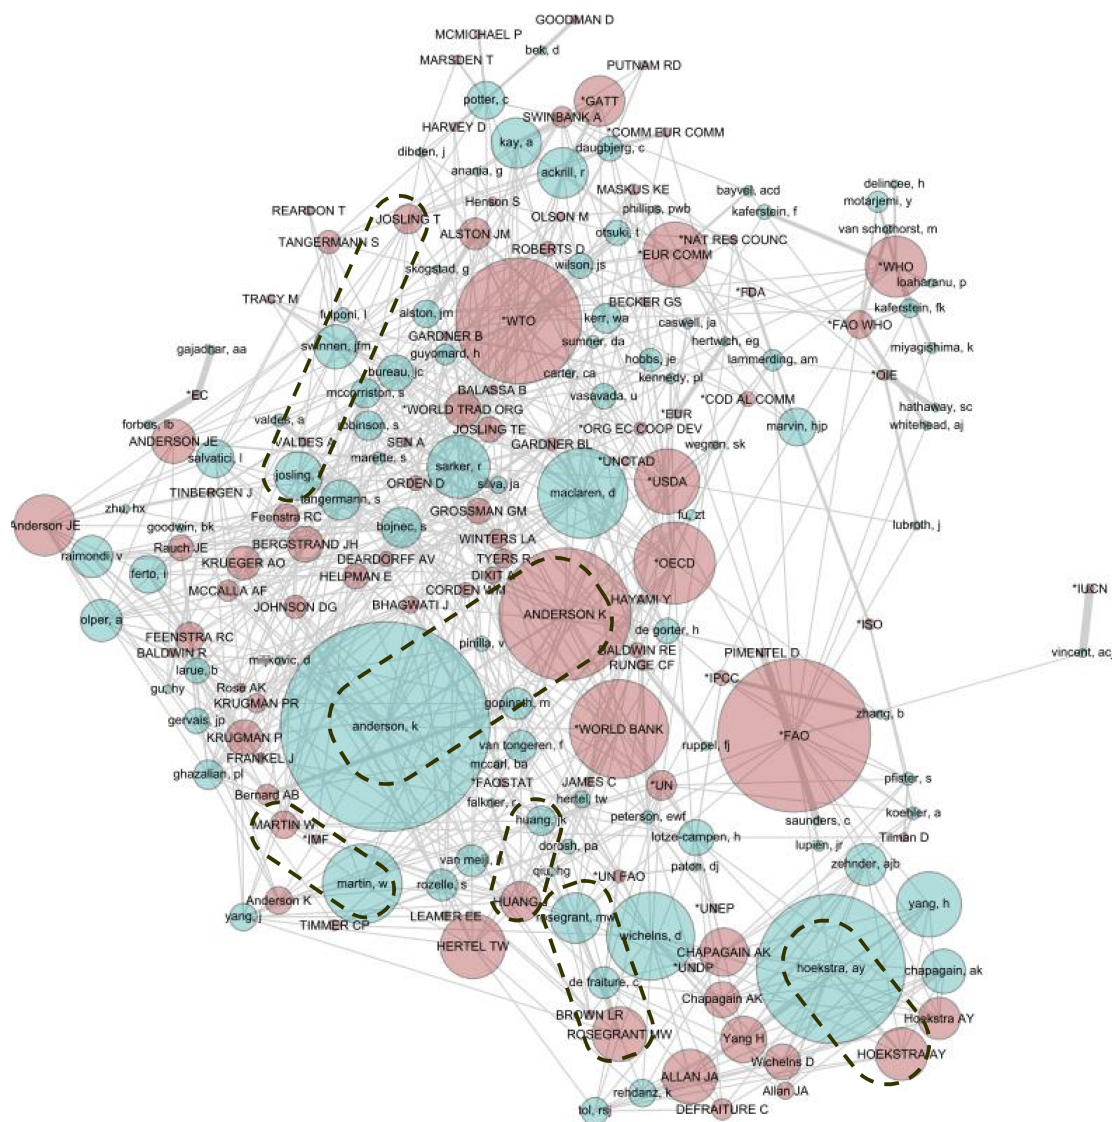 GOODMAN D
MCMICHAEL P
bek, d
MARSDEN T
PUTNAM RD
potter, c
*GATT
SWINBANK A
HARVEY D
*COMM EUR COMM
kay, a
daugbjerg, c
dibden, j
anania, g
ackrill, r
delincee, h
MASKUS KE
bayvel, acd
motarjemi, y
Henson S
REARDON T
JOSLING T
OLSON M
phillips, pwb
kaferstein, f
van schothorst, m
ALSTON JM
otsuki, t
*NAT RES COUNC
TANGERMANN S
ROBERTS D
*EUR COMM
*WHO
skogstad, g
wilson, js
loaharanu, p
*FDA
TRACY M
BECKER GS
fulponi, l
alston, jm
*WTO
kerr, wa
kaferstein, fk
*FAO WHO
GARDNER B
swinnen, jfm
sumner, da
caswell, ja
hertwich, eg
miyagishima, k
gajadhar, aa
guyomard, h
hobbs, je
lammerding, am
bureau, jc
carter, ca
kennedy, pl
*OIE
*EC
mccorriston, s
BALASSA B
vasavada, u
*COD AL COMM
hathaway, sc
*WORLD TRAD ORG
*EUR
forbes, lb
valdes, a
robinson, s
JOSLING TE
*ORG EC COOP DEV
marvin, hjp
whitehead, aj
ANDERSON JE
VALDES A
SEN A
GARDNER BL
wegren, sk
salvatici, l
marette, s
*UNCTAD
josling,
sarker, r
TINBERGEN J
ORDEN D
silva, ja
maclaren, d
*USDA
zhu, hx
tangermann, s
Anderson JE
goodwin, bk
Feenstra RC
bojnec, s
GROSSMAN GM
fu, zt
lubroth, j
Rauch JE
BERGSTRAND JH
WINTERS LA
raimondi, v
KRUEGER AO
DEARDORFF AV
TYERS R
*OECD
ferto, i
HELPMAN E
DIXIT A
MCCALLA AF
CORDEN WM
*IUCN
JOHNSON DG
BHAGWATI J
ANDERSON K
HAYAMI Y
olper, a
*ISO
FEENSTRA RC
pinilla, v
de gorter, h
BALDWIN R
BALDWIN RE
PIMENTEL D
vincent, acj
larue, b
miljkovic, d
RUNGE CF
*IPCC
gu, hy
Rose AK
KRUGMAN PR
gopinath, m
zhang, b
gervais, jp
anderson, k
*WORLD BANK
*FAO
KRUGMAN P
van tongeren, f
ruppel, fj
FRANKEL J
mccarl, ba
ghazalian, pl
*FAOSTAT
JAMES C
*UN
pfister, s
Bernard AB
falkner, r
hertel, tw
MARTIN W
huang, jk
peterson, ewf
saunders, c
koehler, a
*IMF
lotze-campen, h
Tilman D
dorosh, pa
lupien, jr
van meijl, h
qiu, hg
paton, dj
zehnder, ajb
martin, w
rozelle, s
*UN FAO
Anderson K
HUANG J
yang, h
yang, j
LEAMER EE
rosegrant, mw
*UNEP
TIMMER CP
wichelns, d
HERTEL TW
CHAPAGAIN AK
*UNDP
hoekstra, ay
chapagain, ak
de fraiture, c
Chapagain AK
BROWN LR
Hoekstra AY
ROSEGRANT MW
Yang H
HOEKSTRA AY
Wichelns D
ALLAN JA
rehdanz, k
Allan JA
tol, rsj
DEFRAITURE C